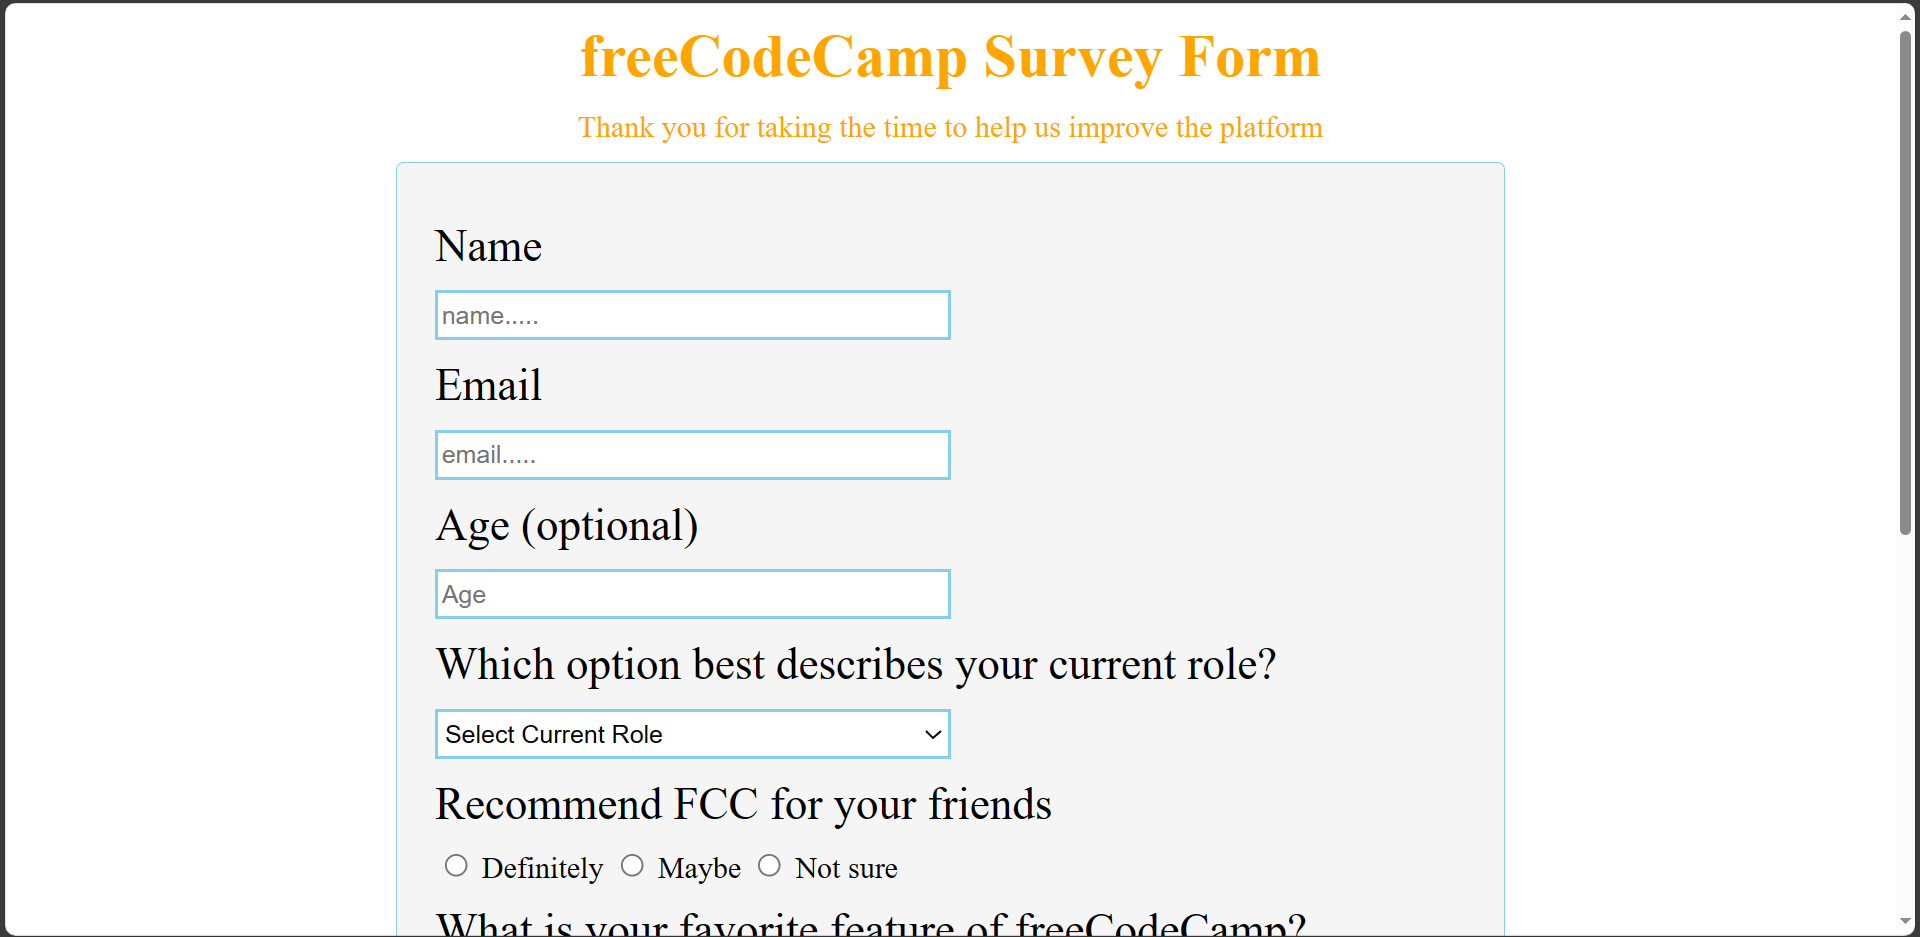 freeCodeCamp Survey Form
Thank you for taking the time to help us improve the platform
Name
name.....
Email
email.....
Age (optional)
Age
Which option best describes your current role?
Select Current Role
Recommend FCC for your friends
Definitely Maybe Not sure
What is your favorite feature of freeCodeCamp?